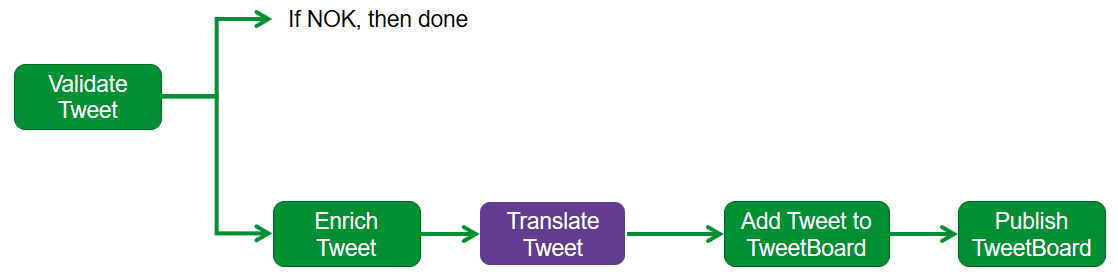 If NOK, then done
Validate
Tweet
Enrich
Tweet
Translate
Tweet
Add Tweet to
TweetBoard
Publish
TweetBoard